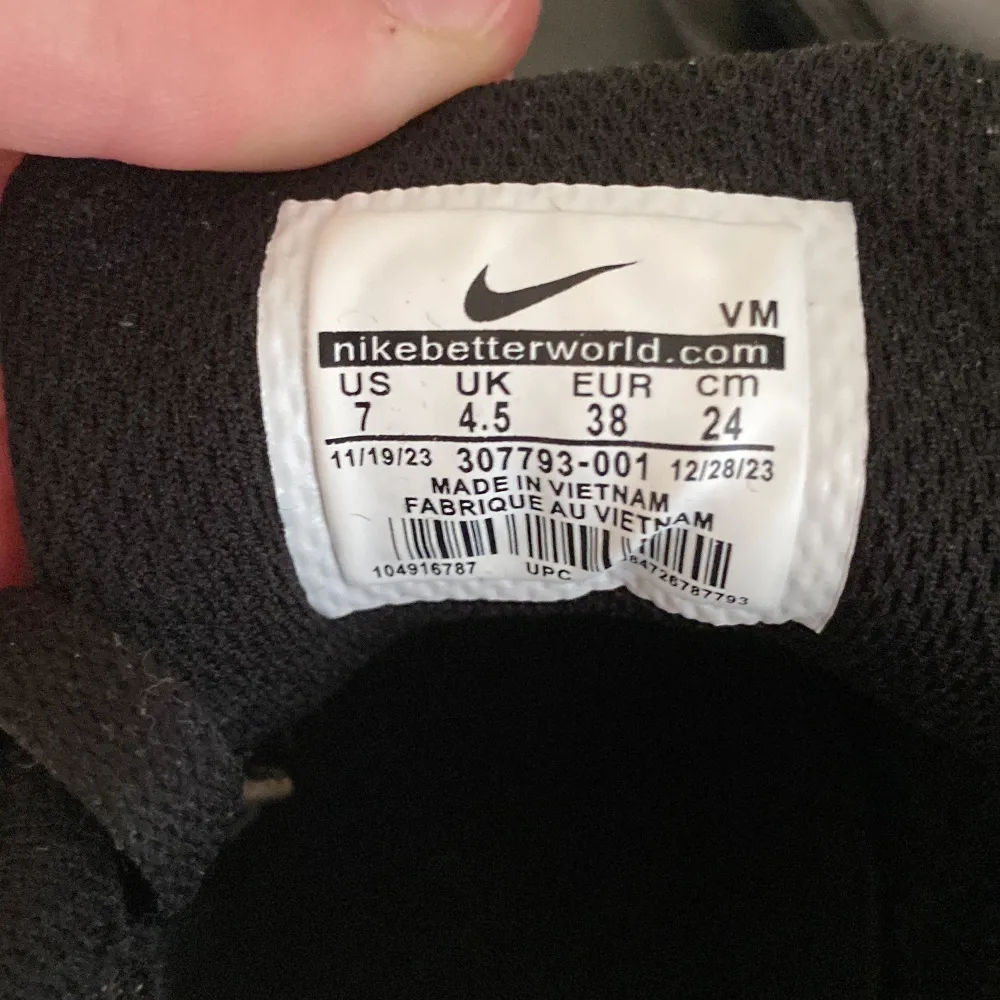 VM
nikebetterworld.com
US UK EUR cm
7 4.5 38 24
11/19/23 307793-001 12/28/23
MADE IN VIETNAM
FABRIQUE AU VIETNAM
104916787 UPC 884726787793